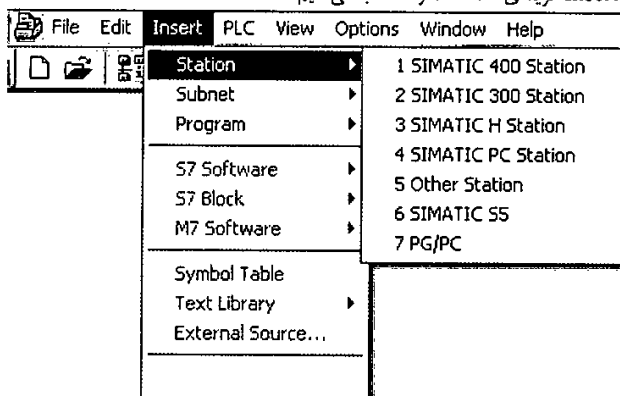 File Edit Insert PLC View Options Window Help
Station
Subnet
Program
S7 Software
S7 Block
M7 Software
Symbol Table
Text Library
External Source...
1 SIMATIC 400 Station
2 SIMATIC 300 Station
3 SIMATIC H Station
4 SIMATIC PC Station
5 Other Station
6 SIMATIC S5
7 PG/PC